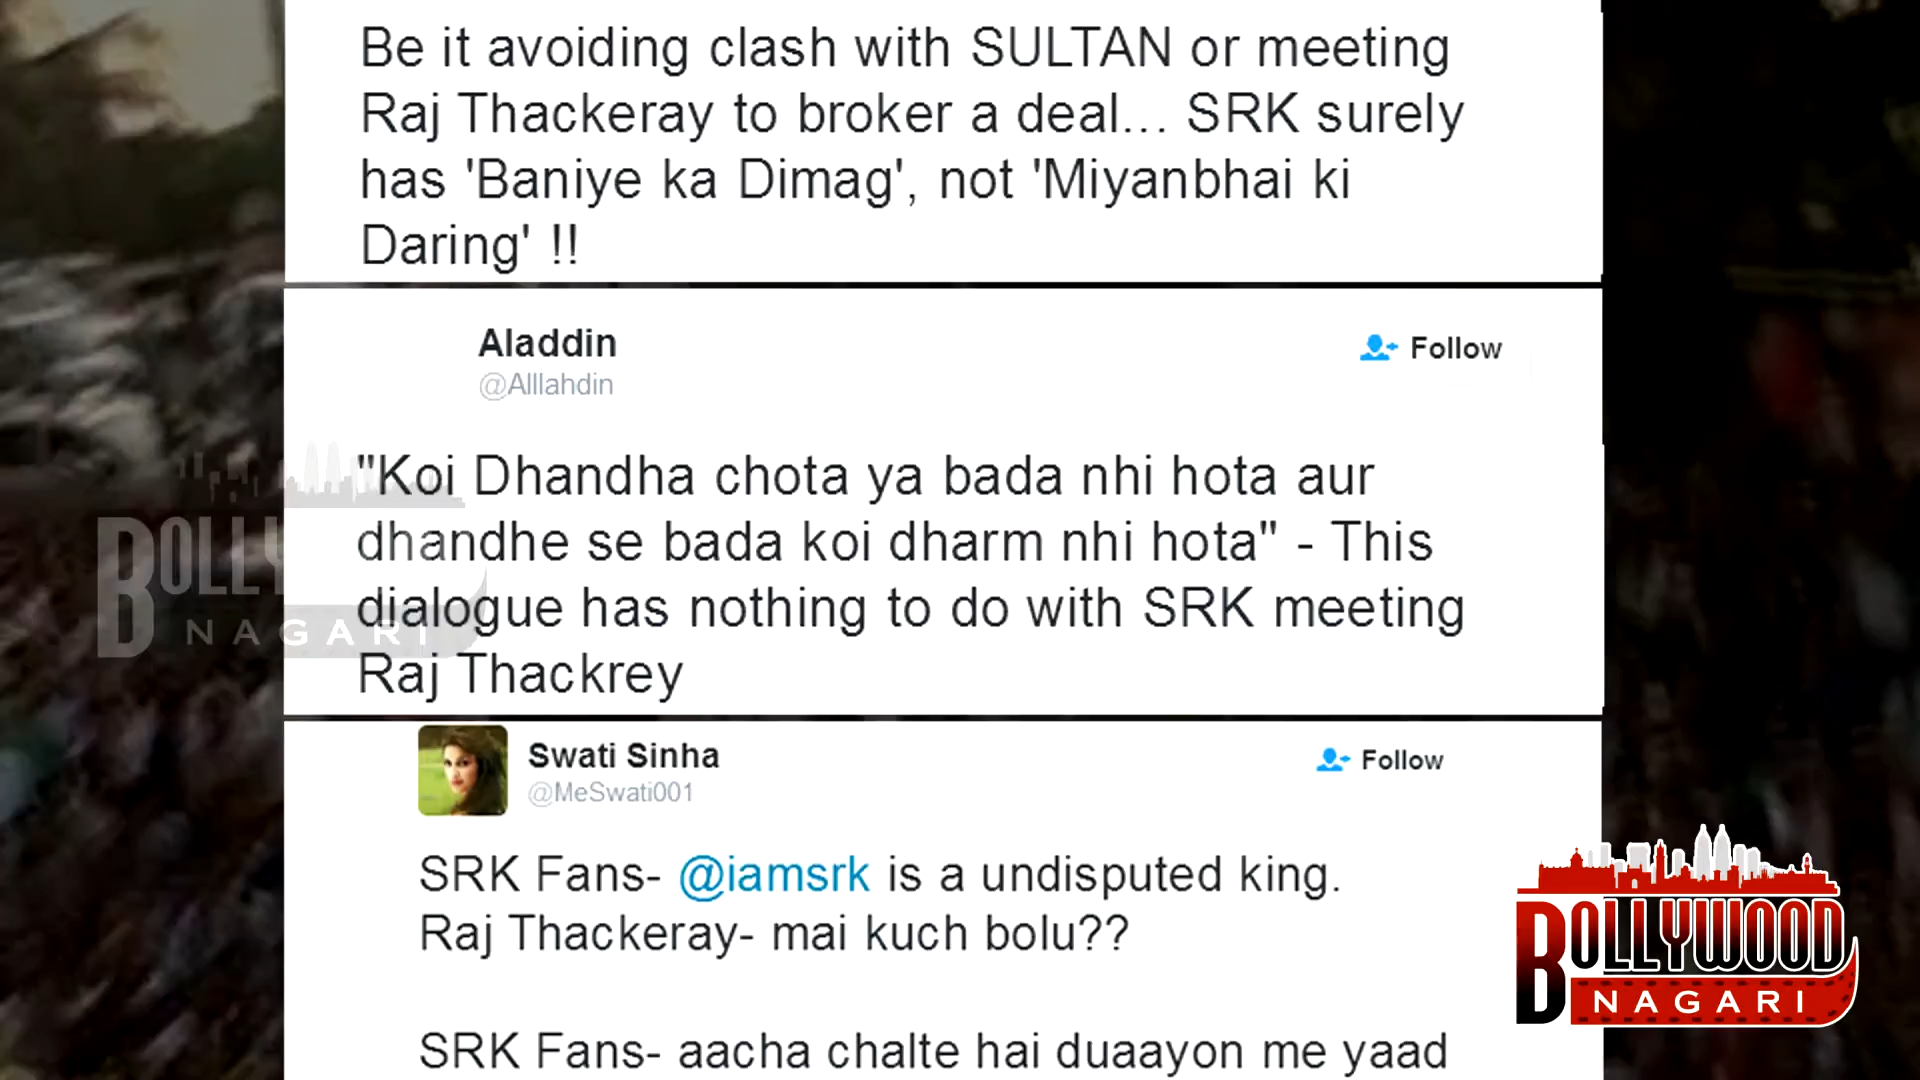 Be it avoiding clash with SULTAN or meeting
Raj Thackeray to broker a deal... SRK surely
has 'Baniye ka Dimag', not 'Miyanbhai ki
Daring' !!
Aladdin
Follow
@Alllahdin
"Koi Dhandha chota ya bada nhi hota aur
dhandhe se bada koi dharm nhi hota" - This
dialogue has nothing to do with SRK meeting
Raj Thackrey
BOLLY
NAGARI
Swati Sinha
Follow
@MeSwati001
SRK Fans- @iamsrk is a undisputed king.
Raj Thackeray- mai kuch bolu??
SRK Fans- aacha chalte hai duaayon me yaad
BOLLYWOOD
NAGARI